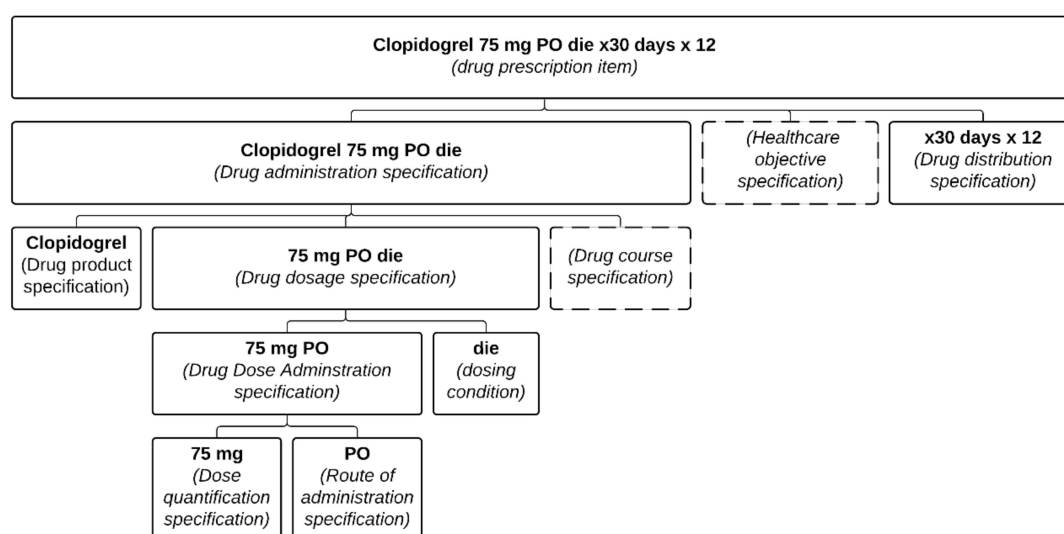 Clopidogrel 75 mg PO die x30 days x 12
(drug prescription item)
Clopidogrel 75 mg PO die
(Drug administration specification)
(Healthcare
objective
specification)
x30 days x 12
(Drug distribution
specification)
Clopidogrel
(Drug product
specification)
75 mg PO die
(Drug dosage specification)
(Drug course
specification)
75 mg PO
(Drug Dose Adminstration
specification)
die
(dosing
condition)
75 mg
(Dose
quantification
specification)
PO
(Route of
administration
specification)